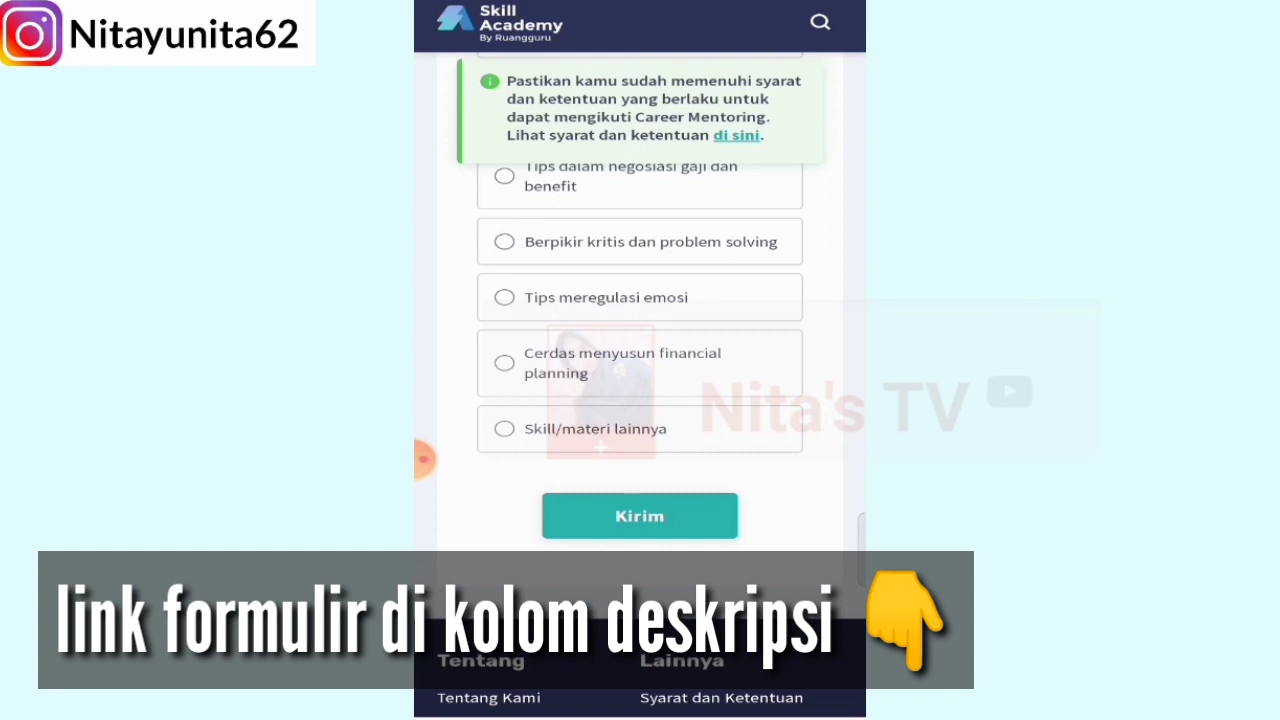 Nitayunita62
Skill
Academy
By Ruangguru
Pastikan kamu sudah memenuhi syarat
dan ketentuan yang berlaku untuk
dapat mengikuti Career Mentoring.
Lihat syarat dan ketentuan di sini.
Tips dalam negosiasi gaji dan
benefit
Berpikir kritis dan problem solving
Tips meregulasi emosi
Cerdas menyusun financial
planning
Nita's TV
Skill/materi lainnya
Kirim
link formulir di kolom deskripsi
Tentang
Lainnya
Tentang Kami
Syarat dan Ketentuan